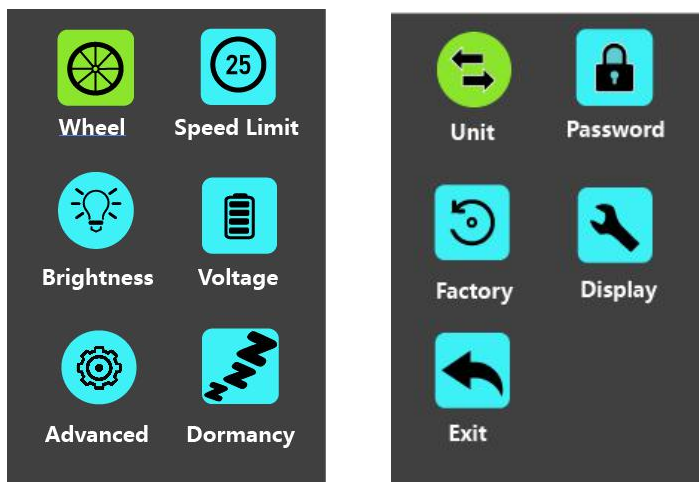 25
Wheel Speed Limit
Brightness Voltage
Advanced Dormancy
Unit Password
Factory Display
Exit